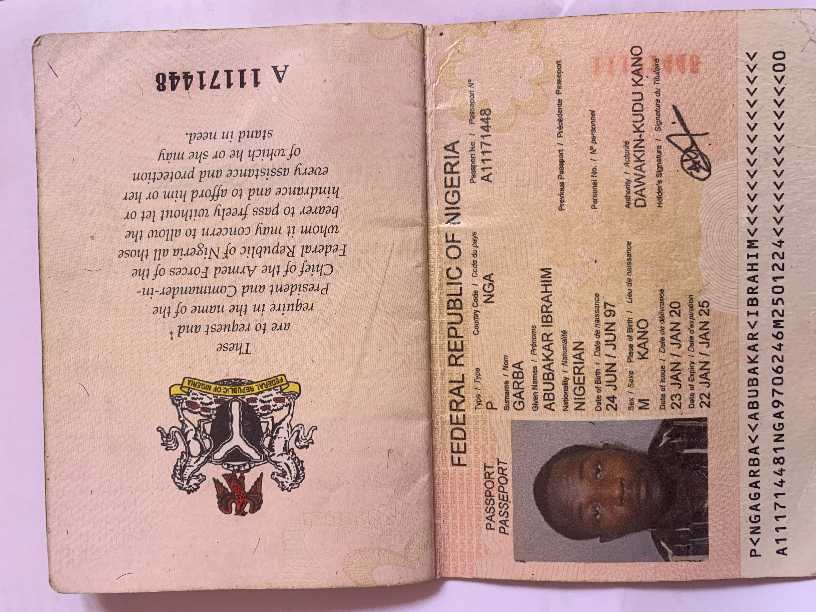 FEDERAL REPUBLIC OF NIGERIA
These
are to request and
require in the name of the
President and Commander-in-
Chief of the Armed Forces of the
Federal Republic of Nigeria all those
whom it may concern to allow the
bearer to pass freely without let or
hindrance and to afford him or her
every assistance and protection
of which he or she may
stand in need.
A 11171448
FEDERAL REPUBLIC OF NIGERIA
PASSPORT
PASSEPORT
Type / Type Country Code / Code du pays Passport No. / Passeport N°
P NGA A11171448
Surname / Nom
GARBA
Given Names / Prénoms
ABUBAKAR IBRAHIM
Nationality / Nationalité Previous Passport / Précédente Passeport
NIGERIAN
Date of Birth / Date de naissance Personal No. / N° personnel
24 JUN / JUN 97
Sex / Sexe Place of Birth / Lieu de naissance Authority / Autorité
M KANO DAWAKIN-KUDU KANO
Date of Issue / Date de délivrance Holder's Signature / Signature du Titulaire
23 JAN / JAN 20
Date of Expiry / Date d'expiration
22 JAN / JAN 25
P<NGAGARBA<<ABUBAKAR<IBRAHIM<<<<<<<<<<<<<<<<
A111714481NGA9706246M2501224<<<<<<<<<<<<<<00